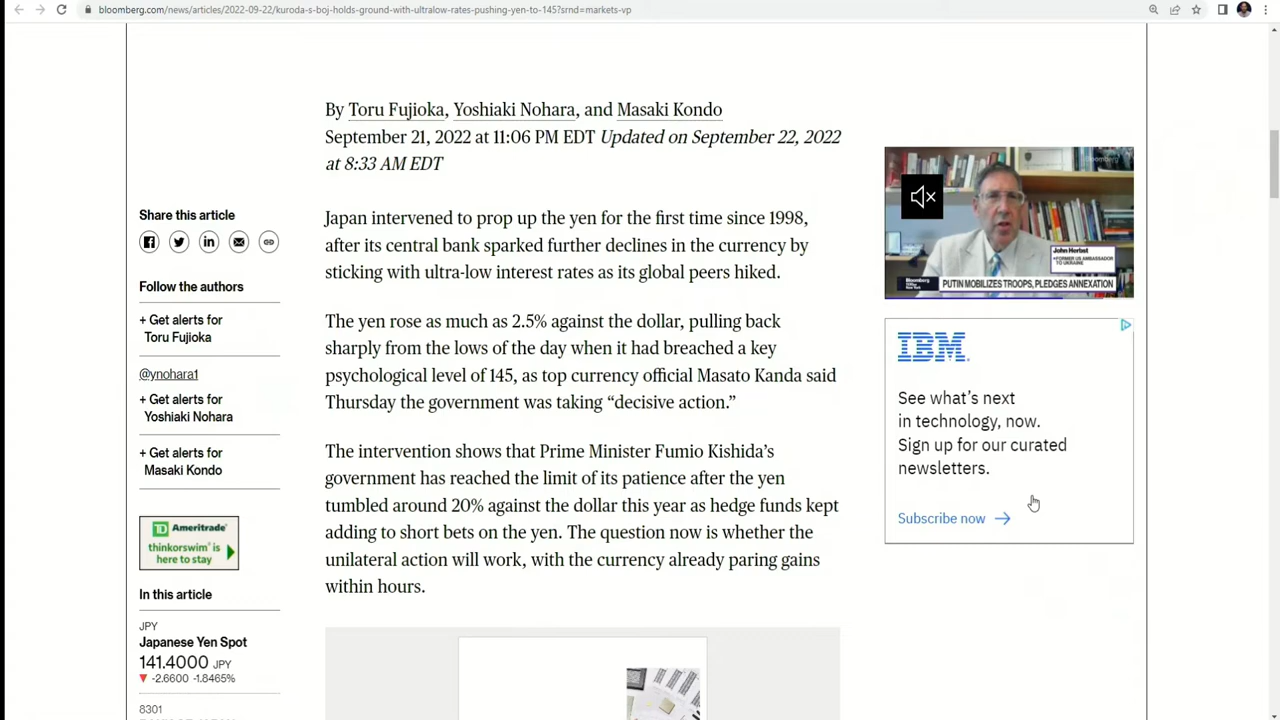 bloomberg.com/news/articles/2022-09-22/kuroda-s-boj-holds-ground-with-ultralow-rates-pushing-yen-to-145?srnd=markets-vp
By Toru Fujioka, Yoshiaki Nohara, and Masaki Kondo
September 21, 2022 at 11:06 PM EDT Updated on September 22, 2022
at 8:33 AM EDT
Share this article
Follow the authors
+ Get alerts for
Toru Fujioka
@ynohara1
+ Get alerts for
Yoshiaki Nohara
+ Get alerts for
Masaki Kondo
TD Ameritrade
thinkorswim is
here to stay
In this article
JPY
Japanese Yen Spot
141.4000 JPY
▼ -2.6600 -1.8465%
8301
Japan intervened to prop up the yen for the first time since 1998,
after its central bank sparked further declines in the currency by
sticking with ultra-low interest rates as its global peers hiked.
The yen rose as much as 2.5% against the dollar, pulling back
sharply from the lows of the day when it had breached a key
psychological level of 145, as top currency official Masato Kanda said
Thursday the government was taking “decisive action.”
The intervention shows that Prime Minister Fumio Kishida’s
government has reached the limit of its patience after the yen
tumbled around 20% against the dollar this year as hedge funds kept
adding to short bets on the yen. The question now is whether the
unilateral action will work, with the currency already paring gains
within hours.
Bloomberg
John Herbst
FORMER US AMBASSADOR
TO UKRAINE
Bloomberg
PUTIN MOBILIZES TROOPS, PLEDGES ANNEXATION
IBM
See what’s next
in technology, now.
Sign up for our curated
newsletters.
Subscribe now →